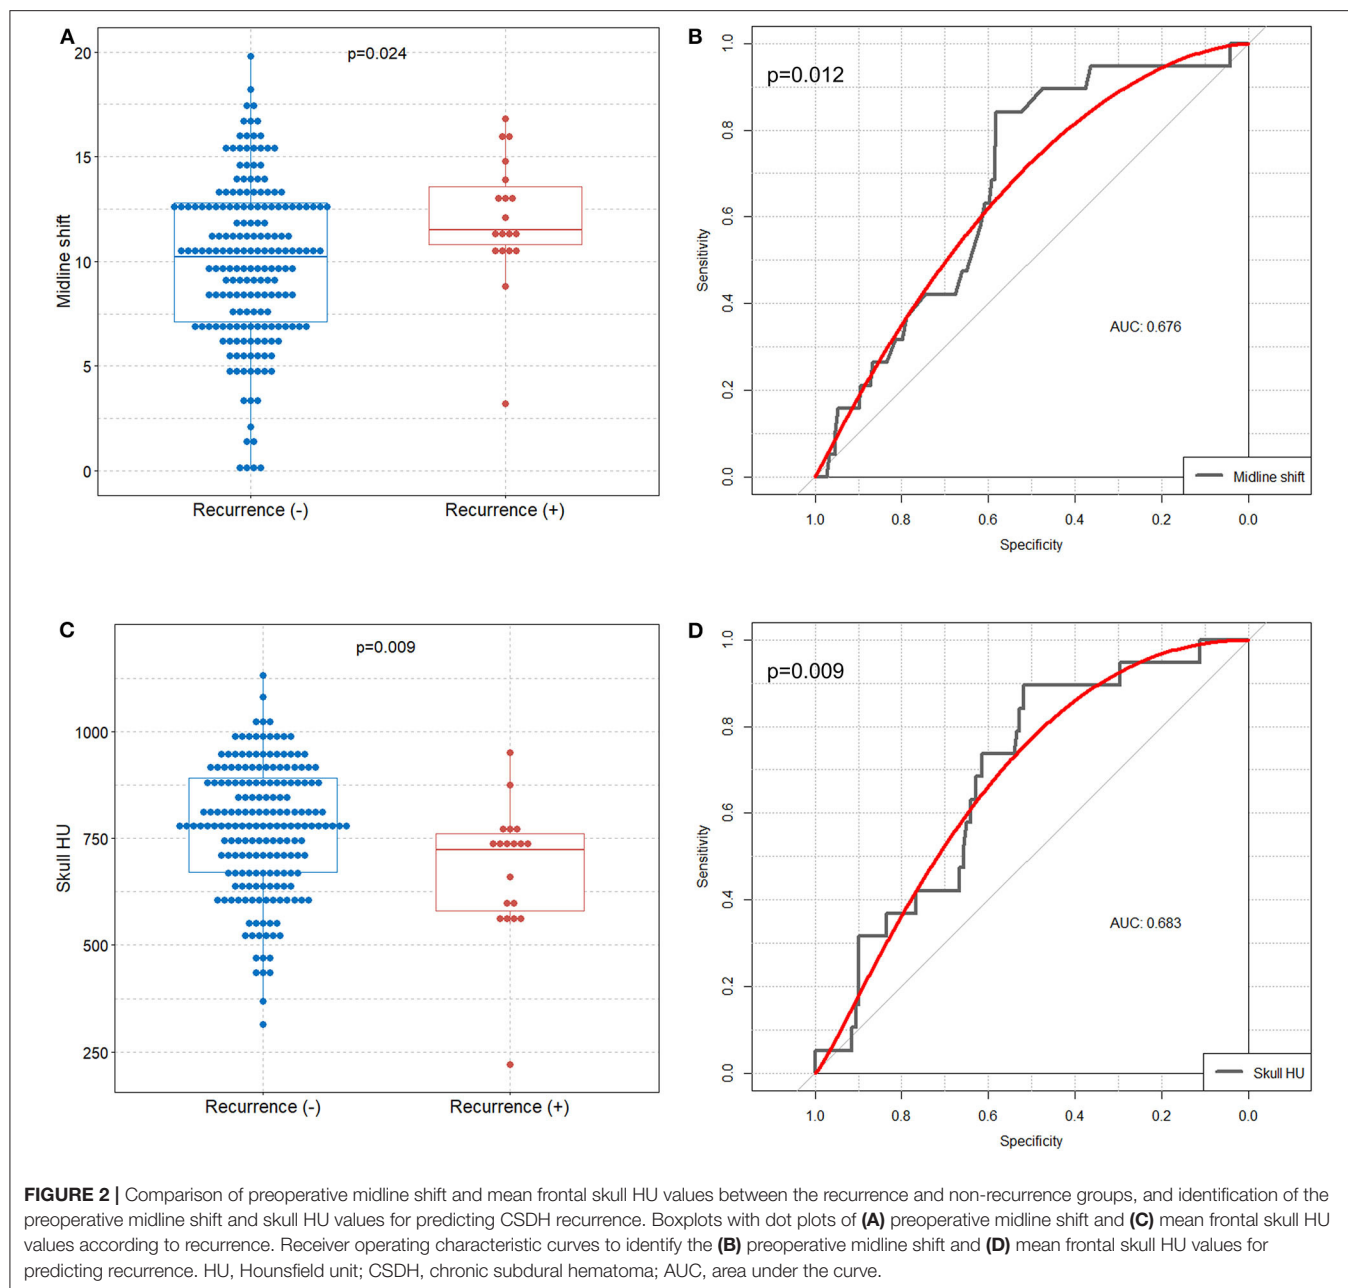 A
p=0.024
20
15
10
5
0
Midline shift
Recurrence (-)
Recurrence (+)
B
p=0.012
1.0
0.8
0.6
0.4
0.2
0.0
Sensitivity
AUC: 0.676
Midline shift
1.0
0.8
0.6
0.4
0.2
0.0
Specificity
C
p=0.009
1000
750
500
250
Skull HU
Recurrence (-)
Recurrence (+)
D
p=0.009
1.0
0.8
0.6
0.4
0.2
0.0
Sensitivity
AUC: 0.683
Skull HU
1.0
0.8
0.6
0.4
0.2
0.0
Specificity
FIGURE 2 | Comparison of preoperative midline shift and mean frontal skull HU values between the recurrence and non-recurrence groups, and identification of the
preoperative midline shift and skull HU values for predicting CSDH recurrence. Boxplots with dot plots of (A) preoperative midline shift and (C) mean frontal skull HU
values according to recurrence. Receiver operating characteristic curves to identify the (B) preoperative midline shift and (D) mean frontal skull HU values for
predicting recurrence. HU, Hounsfield unit; CSDH, chronic subdural hematoma; AUC, area under the curve.